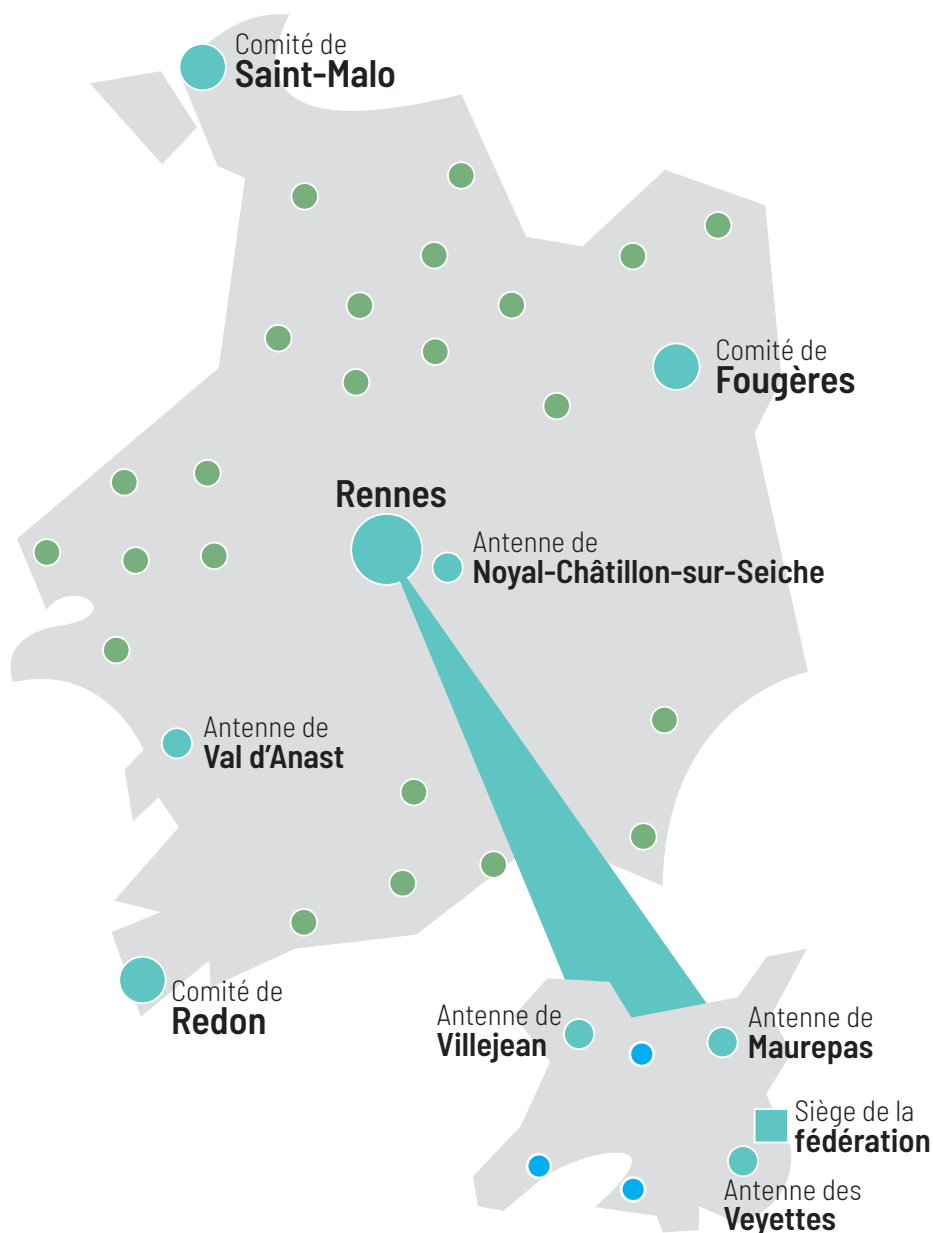 Comité de
Saint-Malo
Comité de
Fougères
Rennes
Antenne de
Noyal-Châtillon-sur-Seiche
Antenne de
Val d'Anast
Comité de
Redon
Antenne de
Villejean
Antenne de
Maurepas
Siège de la
fédération
Antenne des
Veyettes